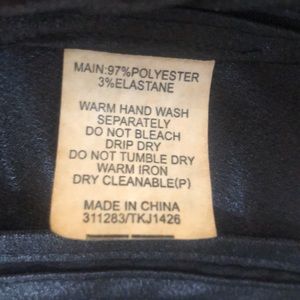 MAIN:97%POLYESTER
3%ELASTANE
WARM HAND WASH
SEPARATELY
DO NOT BLEACH
DRIP DRY
DO NOT TUMBLE DRY
WARM IRON
DRY CLEANABLE(P)
MADE IN CHINA
311283/TKJ1426